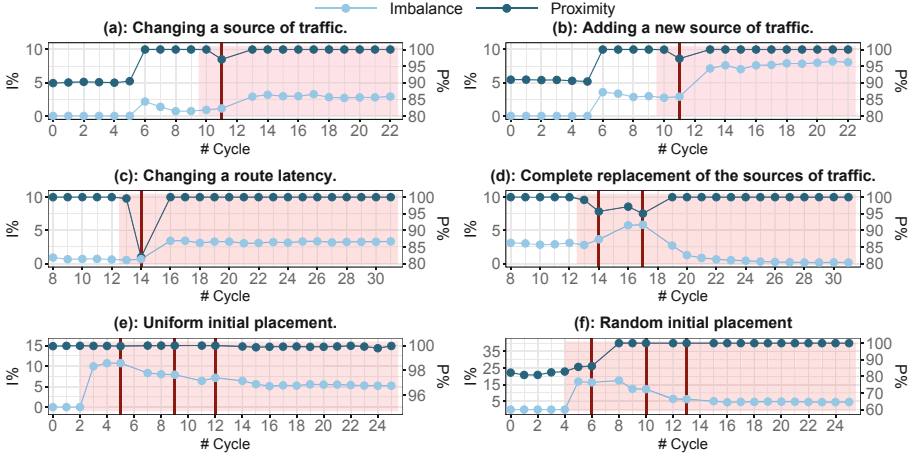 Imbalance Proximity
(a): Changing a source of traffic.
10 5 0
I%
100 95 90 85 80
P%
0 2 4 6 8 10 12 14 16 18 20 22
# Cycle
(b): Adding a new source of traffic.
10 5 0
I%
100 95 90 85 80
P%
0 2 4 6 8 10 12 14 16 18 20 22
# Cycle
(c): Changing a route latency.
10 5 0
I%
100 95 90 85 80
P%
8 10 12 14 16 18 20 22 24 26 28 30
# Cycle
(d): Complete replacement of the sources of traffic.
10 5 0
I%
100 95 90 85 80
P%
8 10 12 14 16 18 20 22 24 26 28 30
# Cycle
(e): Uniform initial placement.
15 10 5 0
I%
100 98 96
P%
0 2 4 6 8 10 12 14 16 18 20 22 24
# Cycle
(f): Random initial placement
35 25 15 5
I%
100 90 80 70 60
P%
0 2 4 6 8 10 12 14 16 18 20 22 24
# Cycle